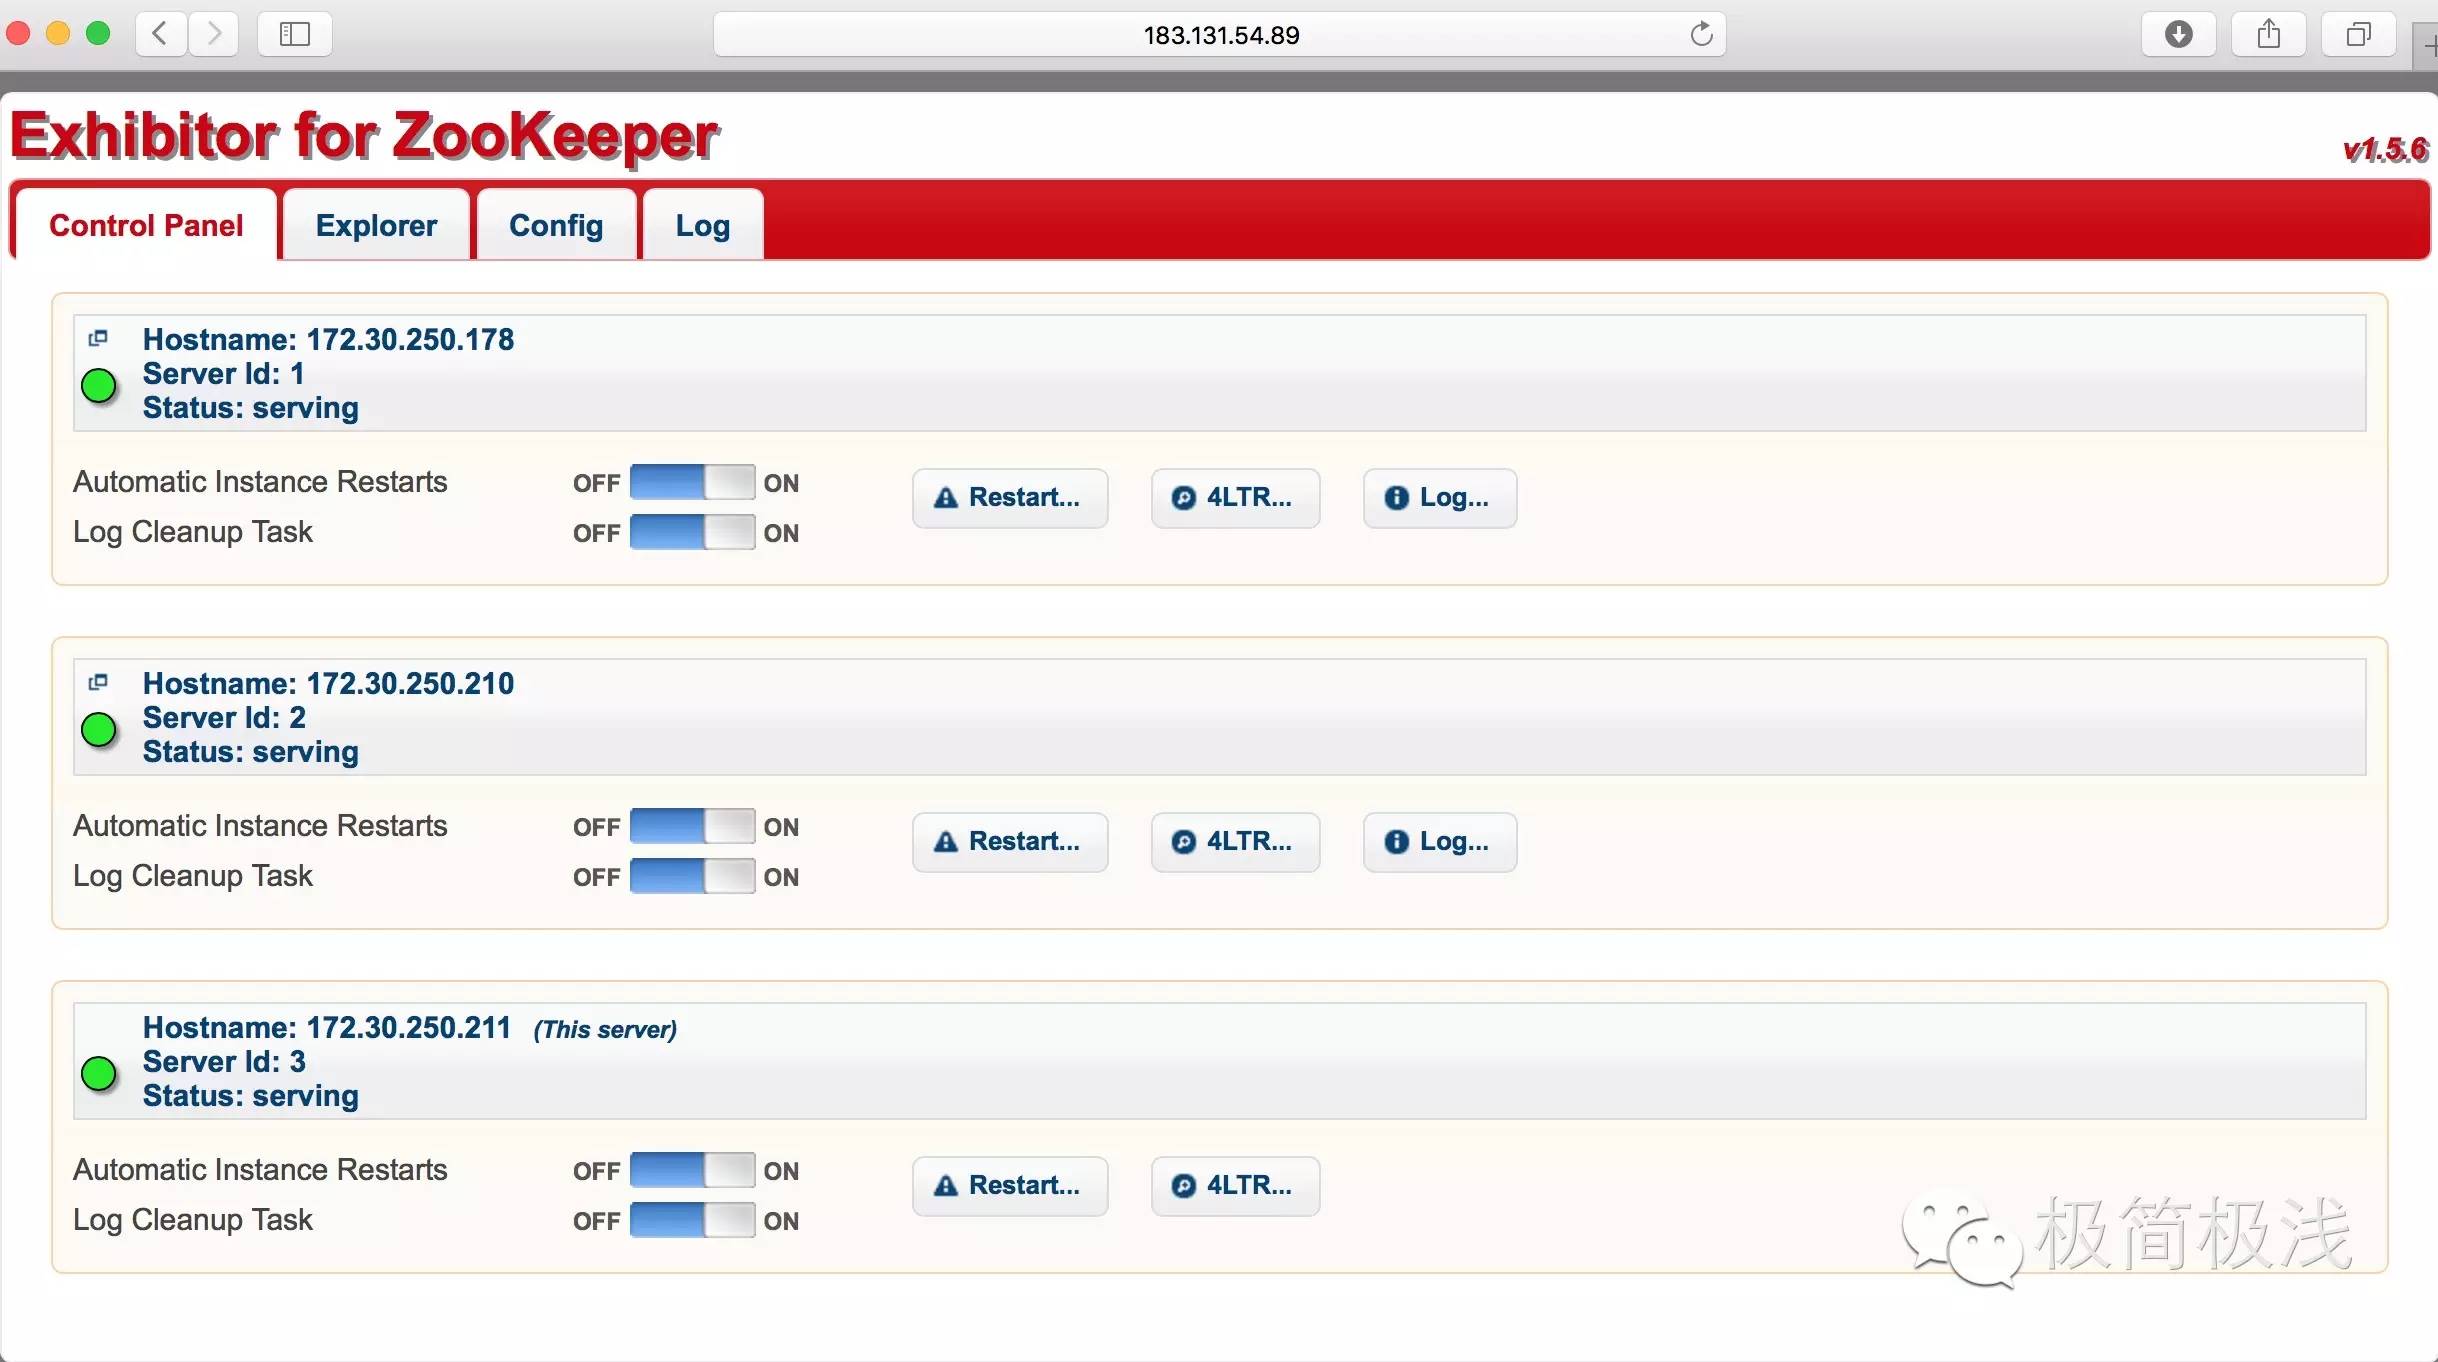 183.131.54.89
Exhibitor for ZooKeeper
v1.5.6
Control Panel Explorer Config Log
Hostname: 172.30.250.178
Server Id: 1
Status: serving
Automatic Instance Restarts OFF ON Restart... 4LTR... Log...
Log Cleanup Task OFF ON
Hostname: 172.30.250.210
Server Id: 2
Status: serving
Automatic Instance Restarts OFF ON Restart... 4LTR... Log...
Log Cleanup Task OFF ON
Hostname: 172.30.250.211 (This server)
Server Id: 3
Status: serving
Automatic Instance Restarts OFF ON Restart... 4LTR...
Log Cleanup Task OFF ON
极简极浅